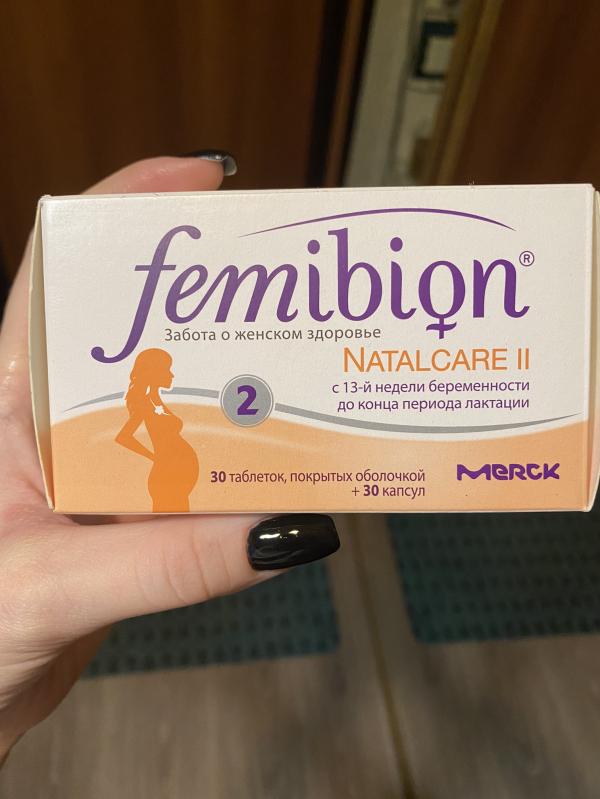 femibion®
Забота о женском здоровье
NATALCARE II
с 13-й недели беременности
до конца периода лактации
2
30 таблеток, покрытых оболочкой
+ 30 капсул
MERCK